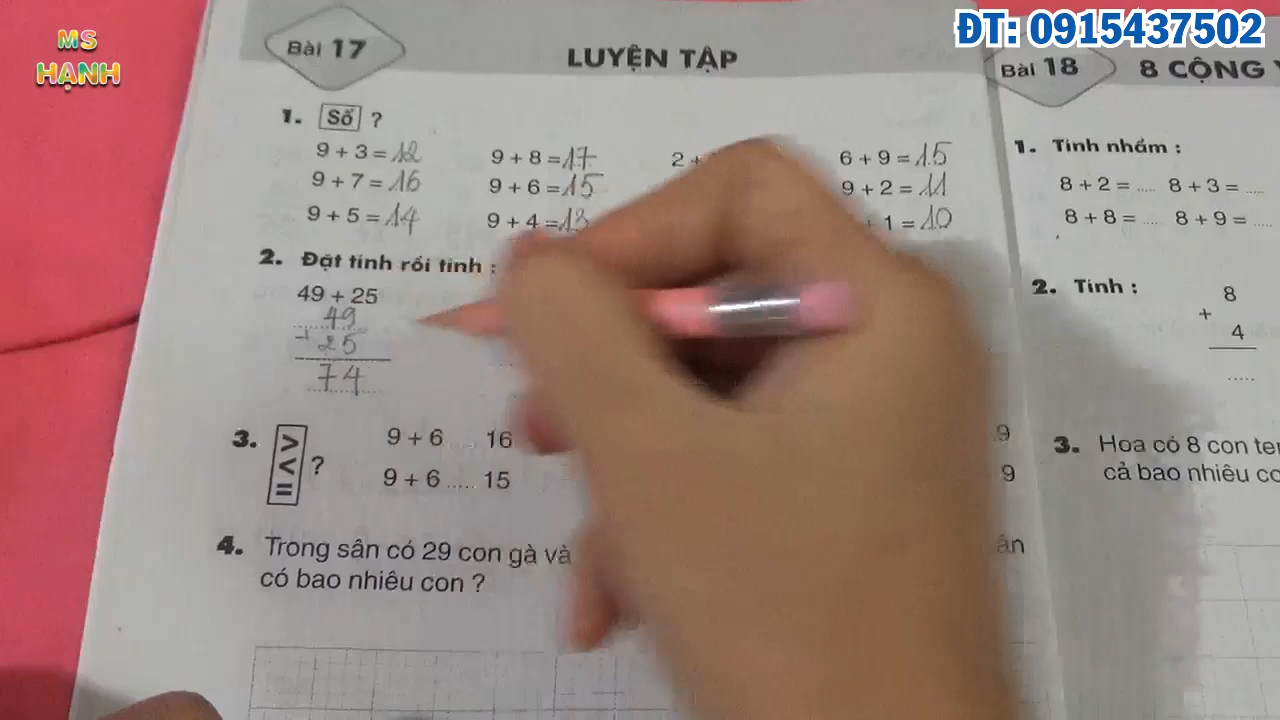 MS
HẠNH
ĐT: 0915437502
Bài 17
LUYỆN TẬP
1. Số ?
9 + 3 = 12
9 + 8 = 17
2 +
6 + 9 = 15
9 + 7 = 16
9 + 6 = 15
9 + 2 = 11
9 + 5 = 14
9 + 4 = 13
+ 1 = 10
2. Đặt tính rồi tính :
49 + 25
49
+ 25
74
3. > < = ?
9 + 6 ..... 16
9
9 + 6 ..... 15
9
4. Trong sân có 29 con gà và
ân
có bao nhiêu con ?
Bài 18
8 CỘNG
1. Tính nhẩm :
8 + 2 = ..... 8 + 3 = .....
8 + 8 = ..... 8 + 9 = .....
2. Tính :
8
+
4
.....
3. Hoa có 8 con
cả bao nhiêu